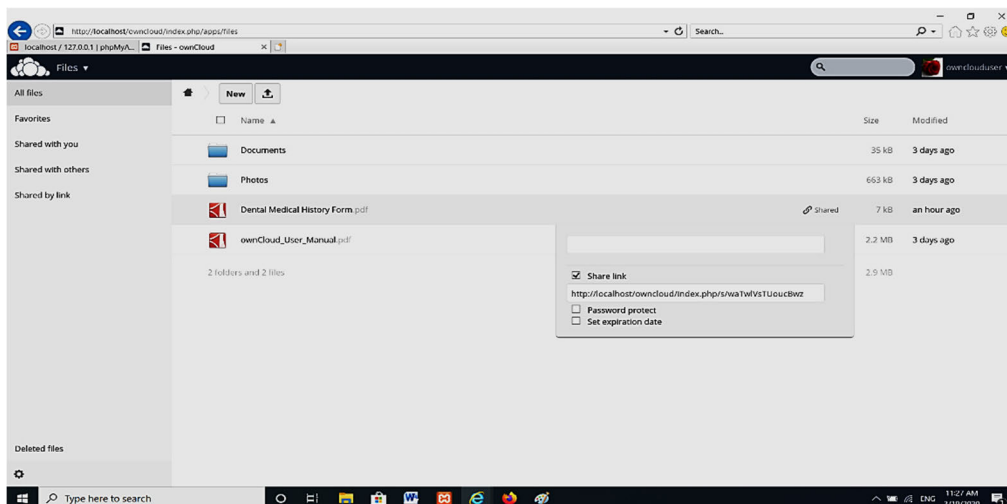 http://localhost/owncloud/index.php/apps/files
Search...
localhost / 127.0.0.1 | phpMyA...
Files - ownCloud
Files
ownclouduser
All files
New
Favorites
Name
Size
Modified
Shared with you
Documents
35 kB
3 days ago
Shared with others
Photos
663 kB
3 days ago
Shared by link
Dental Medical History Form.pdf
Shared
7 kB
an hour ago
ownCloud_User_Manual.pdf
2.2 MB
3 days ago
2 folders and 2 files
2.9 MB
Share link
http://localhost/owncloud/index.php/s/waTwlVsTUoucBwz
Password protect
Set expiration date
Deleted files
Type here to search
ENG
11:27 AM